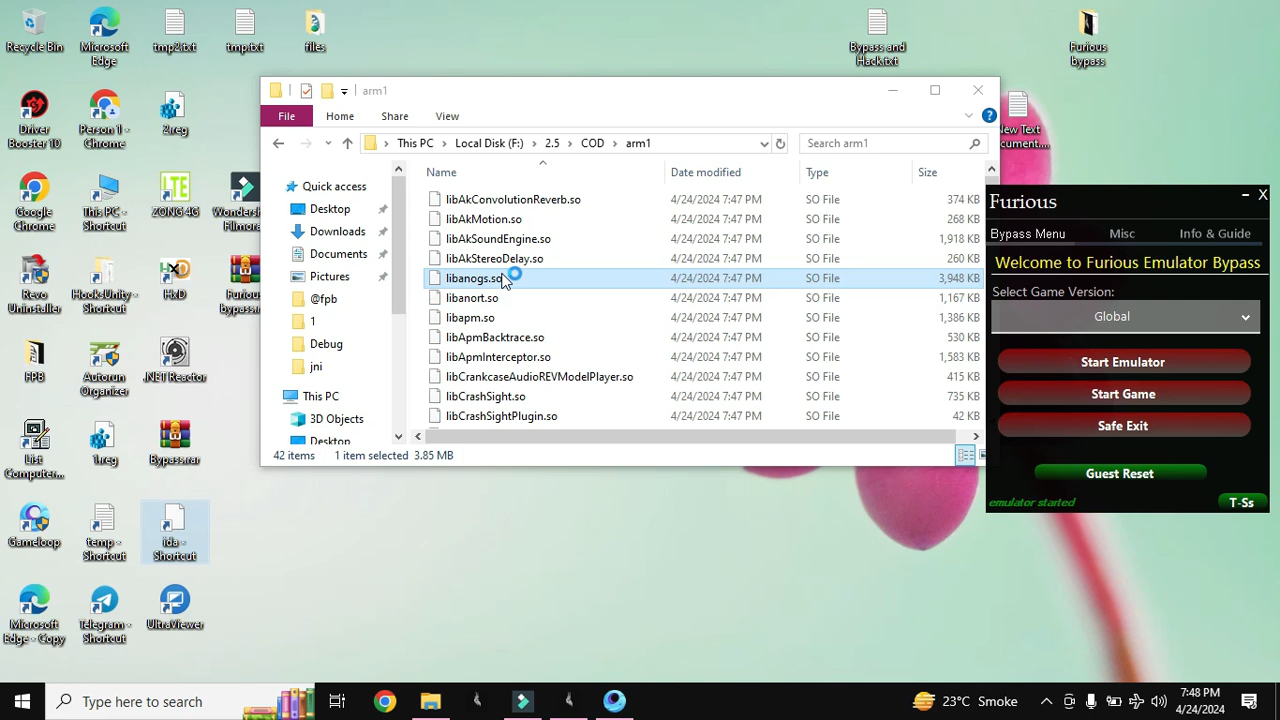 Recycle Bin
Microsoft
Edge
tmp2.txt
tmp.txt
files
Bypass and
Hack.txt
Furious
bypass
Driver
Booster 10
Person 1 -
Chrome
2.reg
New Text
Document....
Google
Chrome
This PC -
Shortcut
ZONG 4G
Wonders
Filmora
Revo
Uninstaller
HooksUnity -
Shortcut
HxD
Furious
bypass.r
FPB
Autorun
Organizer
.NET Reactor
List
Computer...
1.reg
Bypass.rar
Gameloop
temp -
Shortcut
ida -
Shortcut
Microsoft
Edge - Copy
Telegram -
Shortcut
UltraViewer
arm1
File
Home
Share
View
This PC
Local Disk (F:)
2.5
COD
arm1
Search arm1
Name
Date modified
Type
Size
Quick access
Desktop
Downloads
Documents
Pictures
@fpb
1
Debug
jni
This PC
3D Objects
Desktop
libAkConvolutionReverb.so 4/24/2024 7:47 PM SO File 374 KB
libAkMotion.so 4/24/2024 7:47 PM SO File 268 KB
libAkSoundEngine.so 4/24/2024 7:47 PM SO File 1,918 KB
libAkStereoDelay.so 4/24/2024 7:47 PM SO File 260 KB
libanogs.so 4/24/2024 7:47 PM SO File 3,948 KB
libanort.so 4/24/2024 7:47 PM SO File 1,167 KB
libapm.so 4/24/2024 7:47 PM SO File 1,386 KB
libApmBacktrace.so 4/24/2024 7:47 PM SO File 530 KB
libApmInterceptor.so 4/24/2024 7:47 PM SO File 1,583 KB
libCrankcaseAudioREVModelPlayer.so 4/24/2024 7:47 PM SO File 415 KB
libCrashSight.so 4/24/2024 7:47 PM SO File 735 KB
libCrashSightPlugin.so 4/24/2024 7:47 PM SO File 42 KB
42 items 1 item selected 3.85 MB
Furious
Bypass Menu
Misc
Info & Guide
Welcome to Furious Emulator Bypass
Select Game Version:
Global
Start Emulator
Start Game
Safe Exit
Guest Reset
emulator started
T-Ss
Type here to search
23°C Smoke
7:48 PM
4/24/2024